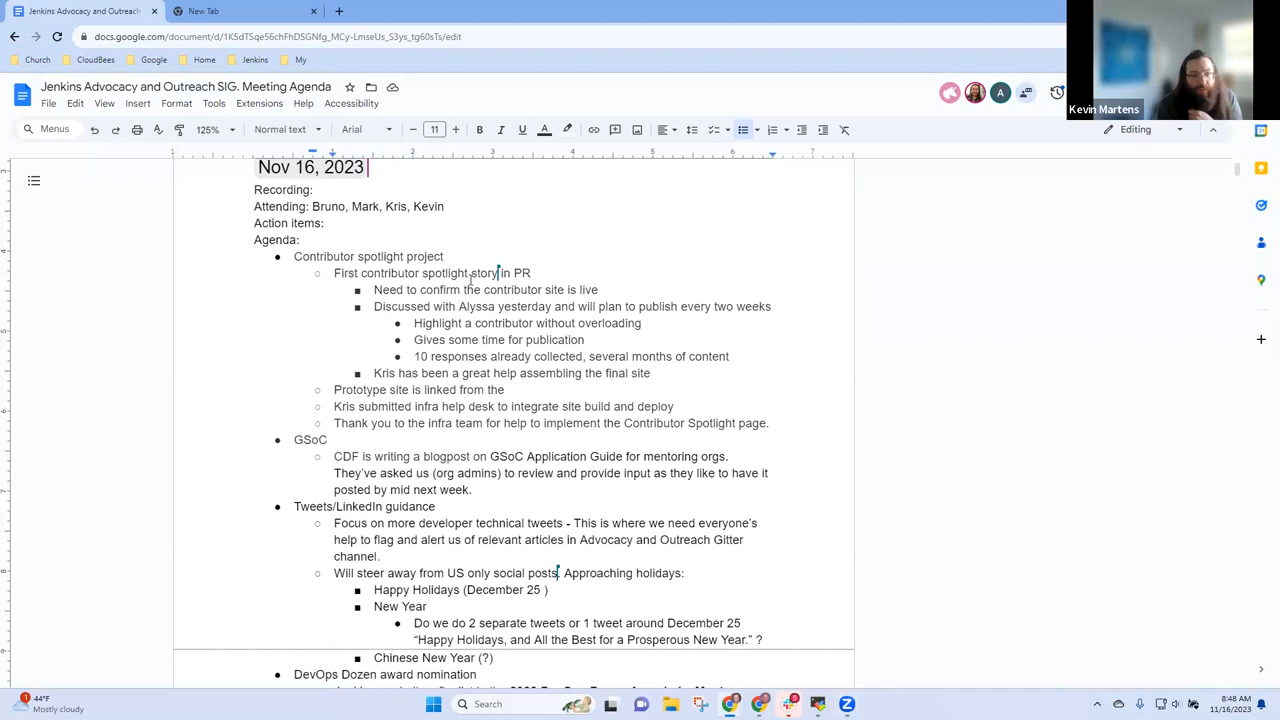 Jenkins Advocacy and Outreach
New Tab
docs.google.com/document/d/1K5dTSqe56chFhDSGNfg_MCy-LmseUs_S3ys_tg60sTs/edit
Church
CloudBees
Google
Home
Jenkins
My
Jenkins Advocacy and Outreach SIG. Meeting Agenda
File Edit View Insert Format Tools Extensions Help Accessibility
Kevin Martens
A
Menus
125%
Normal text
Arial
11
Editing
1 1 2 3 4 5 6 7
Nov 16, 2023
Recording:
Attending: Bruno, Mark, Kris, Kevin
Action items:
Agenda:
● Contributor spotlight project
○ First contributor spotlight story in PR
■ Need to confirm the contributor site is live
■ Discussed with Alyssa yesterday and will plan to publish every two weeks
● Highlight a contributor without overloading
● Gives some time for publication
● 10 responses already collected, several months of content
■ Kris has been a great help assembling the final site
○ Prototype site is linked from the
○ Kris submitted infra help desk to integrate site build and deploy
○ Thank you to the infra team for help to implement the Contributor Spotlight page.
● GSoC
○ CDF is writing a blogpost on GSoC Application Guide for mentoring orgs.
They've asked us (org admins) to review and provide input as they like to have it
posted by mid next week.
● Tweets/LinkedIn guidance
○ Focus on more developer technical tweets - This is where we need everyone's
help to flag and alert us of relevant articles in Advocacy and Outreach Gitter
channel.
○ Will steer away from US only social posts. Approaching holidays:
■ Happy Holidays (December 25 )
■ New Year
● Do we do 2 separate tweets or 1 tweet around December 25
"Happy Holidays, and All the Best for a Prosperous New Year." ?
■ Chinese New Year (?)
● DevOps Dozen award nomination
44°F
Mostly cloudy
Search
8:48 AM
11/16/2023